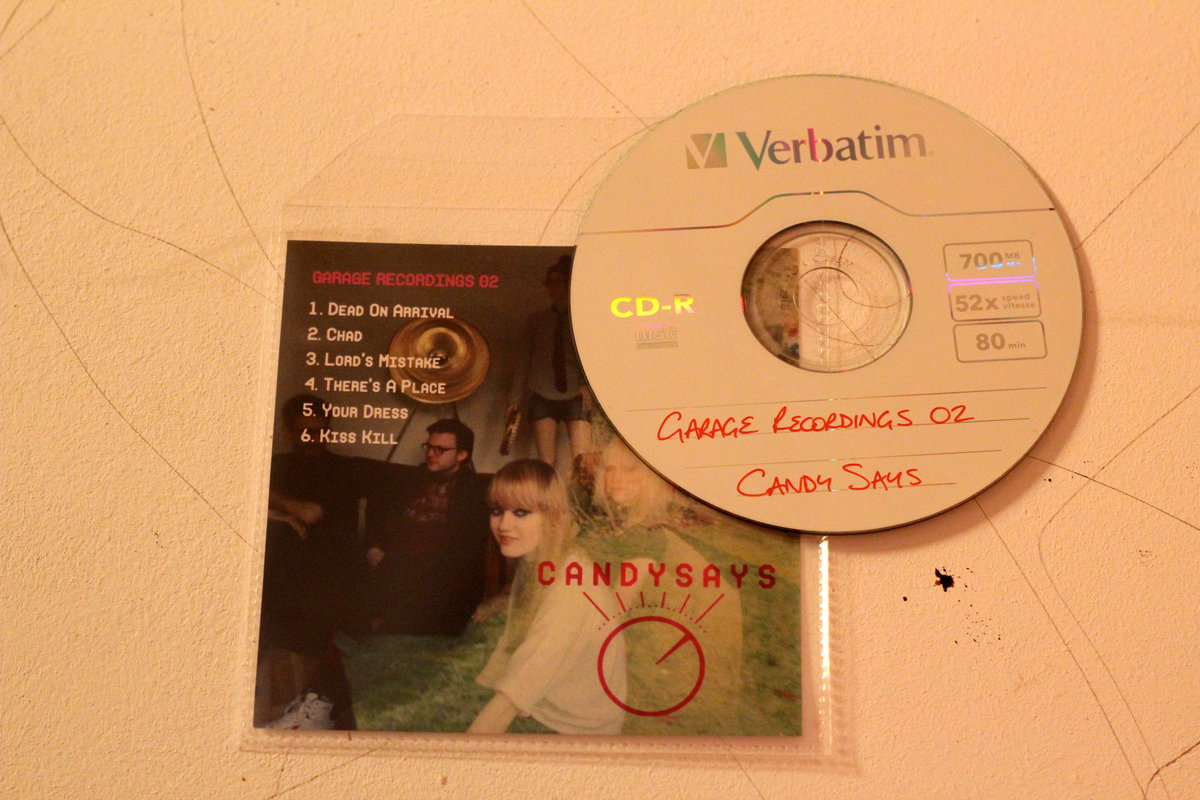 GARAGE RECORDINGS 02
1. DEAD ON ARRIVAL
2. CHAD
3. LORD'S MISTAKE
4. THERE'S A PLACE
5. YOUR DRESS
6. KISS KILL
CANDYSAYS
Verbatim
CD-R
700 MB
52x speed vitesse
80 min
GARAGE RECORDINGS 02
CANDY SAYS